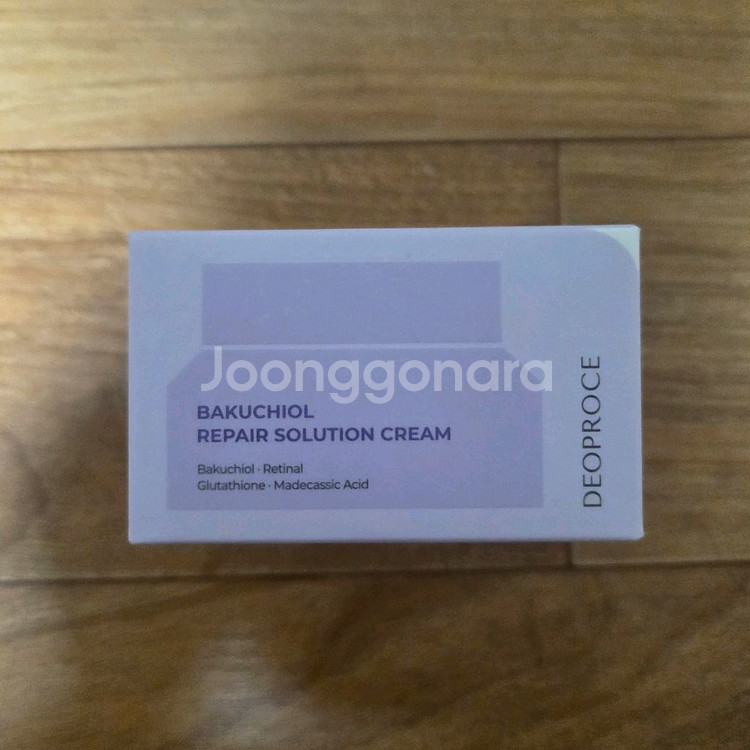 Joonggonara
BAKUCHIOL
REPAIR SOLUTION CREAM
Bakuchiol · Retinal
Glutathione · Madecassic Acid
DEOPROCE